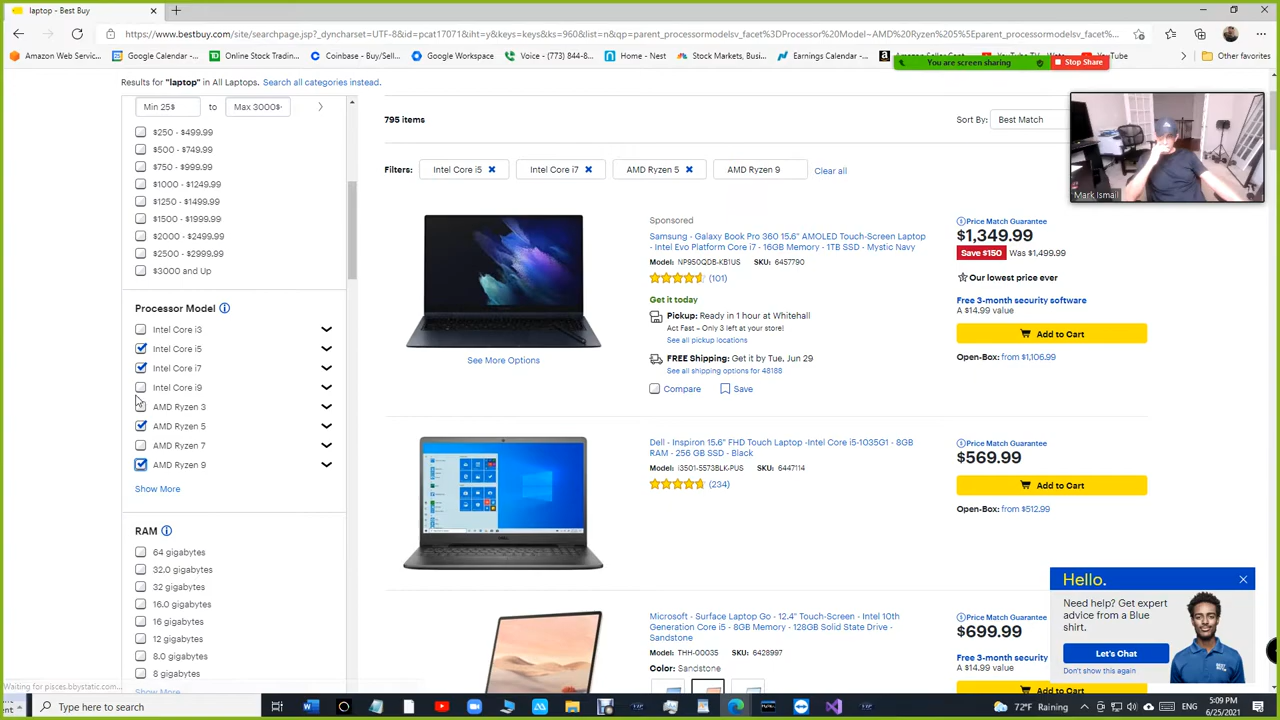 laptop - Best Buy
https://www.bestbuy.com/site/searchpage.jsp?_dyncharset=UTF-8&id=pcat17071&iht=y&keys=keys&ks=960&list=n&qp=parent_processormodelsv_facet%3DProcessor%20Model~AMD%20Ryzen%205%5Eparent_processormodelsv_facet%3DProcessor%20Model~...
Amazon Web Servic...
Google Calendar -...
TD Online Stock Tradin...
Coinbase - Buy/Sell...
Google Workspace
Voice - (773) 844-8...
Home - Nest
Stock Markets, Busi...
Earnings Calendar -...
Other favorites
You are screen sharing
Stop Share
Results for "laptop" in All Laptops. Search all categories instead.
Min 25$ to Max 3000$+
$250 - $499.99
$500 - $749.99
$750 - $999.99
$1000 - $1249.99
$1250 - $1499.99
$1500 - $1999.99
$2000 - $2499.99
$2500 - $2999.99
$3000 and Up
Processor Model
Intel Core i3
Intel Core i5
Intel Core i7
Intel Core i9
AMD Ryzen 3
AMD Ryzen 5
AMD Ryzen 7
AMD Ryzen 9
Show More
RAM
64 gigabytes
32.0 gigabytes
32 gigabytes
16.0 gigabytes
16 gigabytes
12 gigabytes
8.0 gigabytes
8 gigabytes
Show More
Waiting for pisces.bbystatic.com...
795 items
Sort By: Best Match
Filters: Intel Core i5 Intel Core i7 AMD Ryzen 5 AMD Ryzen 9 Clear all
Mark Ismail
See More Options
Sponsored
Samsung - Galaxy Book Pro 360 15.6" AMOLED Touch-Screen Laptop
- Intel Evo Platform Core i7 - 16GB Memory - 1TB SSD - Mystic Navy
Model: NP950QDB-KB1US SKU: 6457790
(101)
Get it today
Pickup: Ready in 1 hour at Whitehall
Act Fast – Only 3 left at your store!
See all pickup locations
FREE Shipping: Get it by Tue, Jun 29
See all shipping options for 48188
Compare Save
Price Match Guarantee
$1,349.99
Save $150 Was $1,499.99
Our lowest price ever
Free 3-month security software
A $14.99 value
Add to Cart
Open-Box: from $1,106.99
Dell - Inspiron 15.6" FHD Touch Laptop -Intel Core i5-1035G1 - 8GB
RAM - 256 GB SSD - Black
Model: i3501-5573BLK-PUS SKU: 6447114
(234)
Price Match Guarantee
$569.99
Add to Cart
Open-Box: from $512.99
Microsoft - Surface Laptop Go - 12.4" Touch-Screen - Intel 10th
Generation Core i5 - 8GB Memory - 128GB Solid State Drive -
Sandstone
Model: THH-00035 SKU: 6428997
Color: Sandstone
Price Match Guarantee
$699.99
Free 3-month security
A $14.99 value
Add to Cart
Hello.
Need help? Get expert
advice from a Blue
shirt.
Let's Chat
Don't show this again
Type here to search
72°F Raining
5:09 PM
6/25/2021